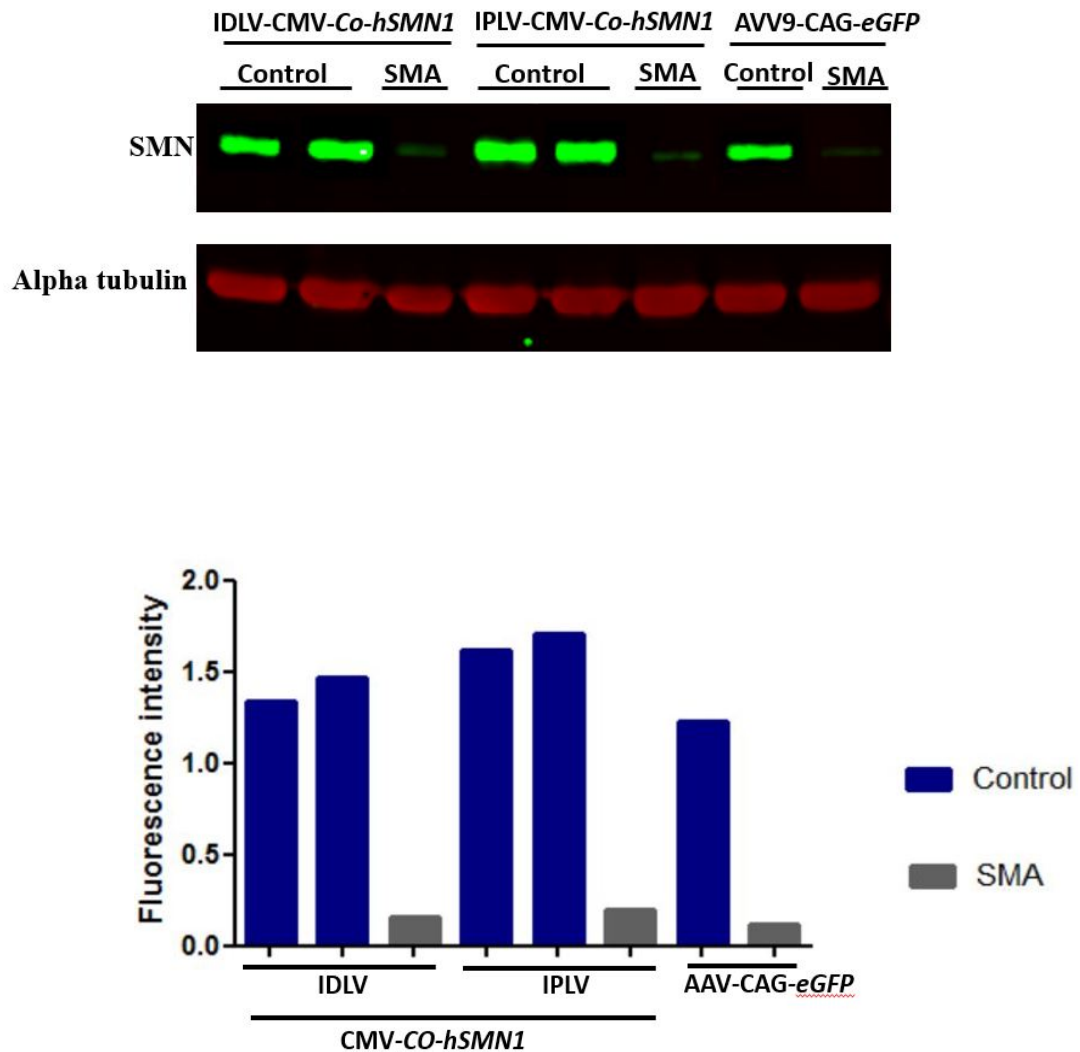 IDLV-CMV-Co-hSMN1 IPLV-CMV-Co-hSMN1 AVV9-CAG-eGFP
Control SMA Control SMA Control SMA
SMN
Alpha tubulin
Fluorescence intensity
2.0
1.5
1.0
0.5
0.0
Control
SMA
IDLV IPLV AAV-CAG-eGFP
CMV-CO-hSMN1